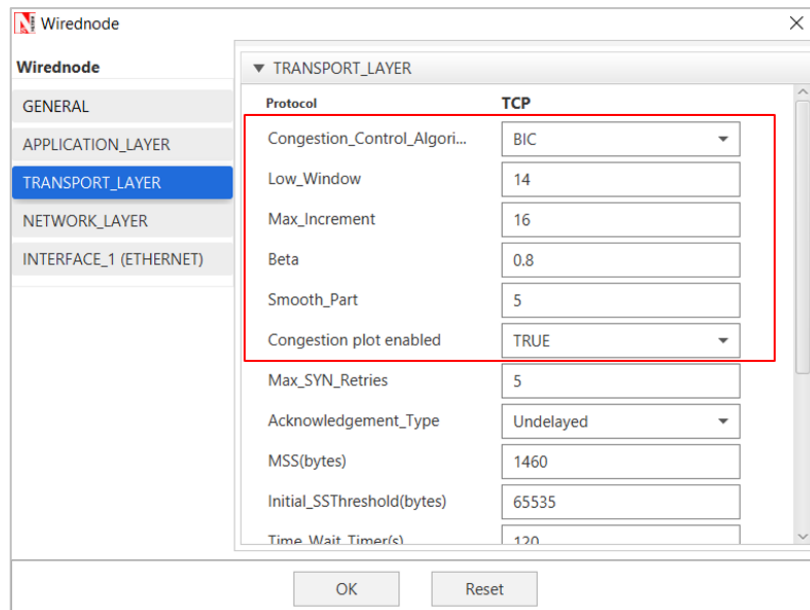 Wirednode
Wirednode
GENERAL
APPLICATION_LAYER
TRANSPORT_LAYER
NETWORK_LAYER
INTERFACE_1 (ETHERNET)
TRANSPORT_LAYER
Protocol TCP
Congestion_Control_Algori... BIC
Low_Window 14
Max_Increment 16
Beta 0.8
Smooth_Part 5
Congestion plot enabled TRUE
Max_SYN_Retries 5
Acknowledgement_Type Undelayed
MSS(bytes) 1460
Initial_SSThreshold(bytes) 65535
Time_Wait_Timer(s) 120
OK Reset